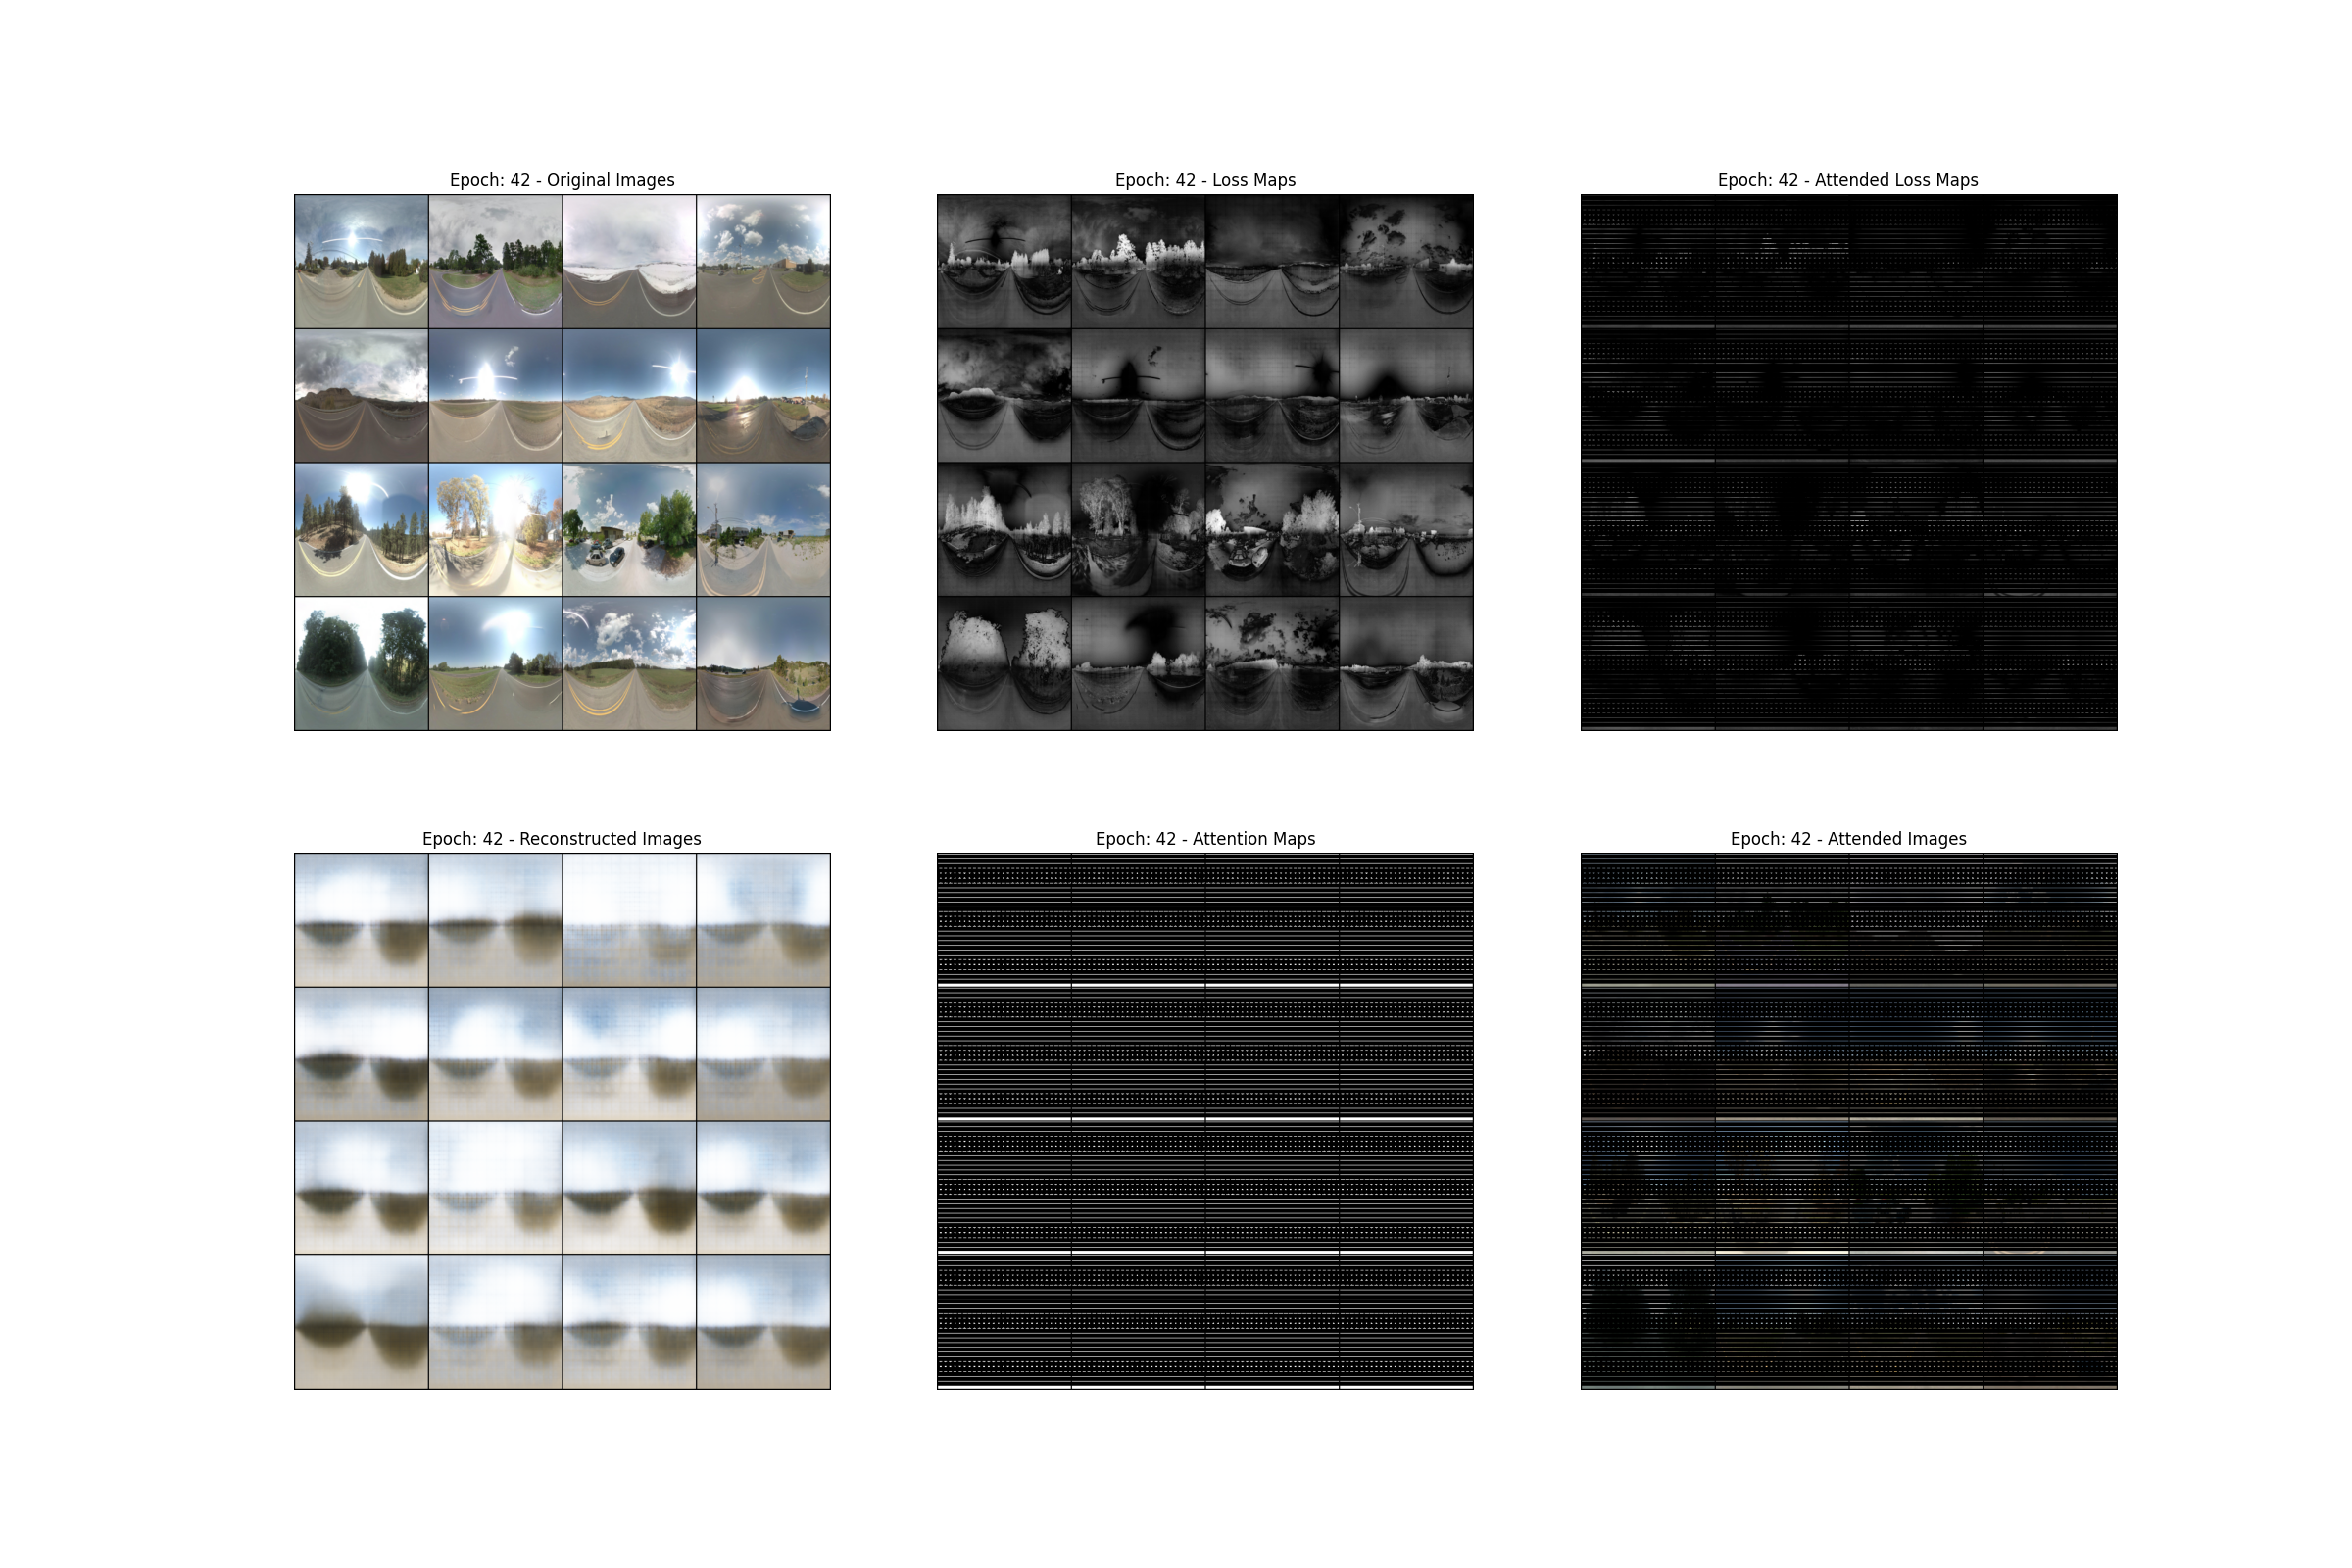 Epoch: 42 - Original Images
Epoch: 42 - Loss Maps
Epoch: 42 - Attended Loss Maps
Epoch: 42 - Reconstructed Images
Epoch: 42 - Attention Maps
Epoch: 42 - Attended Images